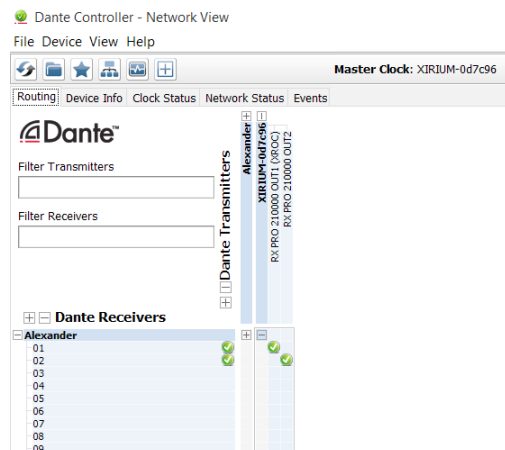 Dante Controller - Network View
File Device View Help
Master Clock: XIRIUM-0d7c96
Routing Device Info Clock Status Network Status Events
Dante™
Filter Transmitters
Filter Receivers
Dante Transmitters
Alexander
XIRIUM-0d7c96
RX PRO 210000 OUT1 (XROC)
RX PRO 210000 OUT2
Dante Receivers
Alexander
01
02
03
04
05
06
07
08
09